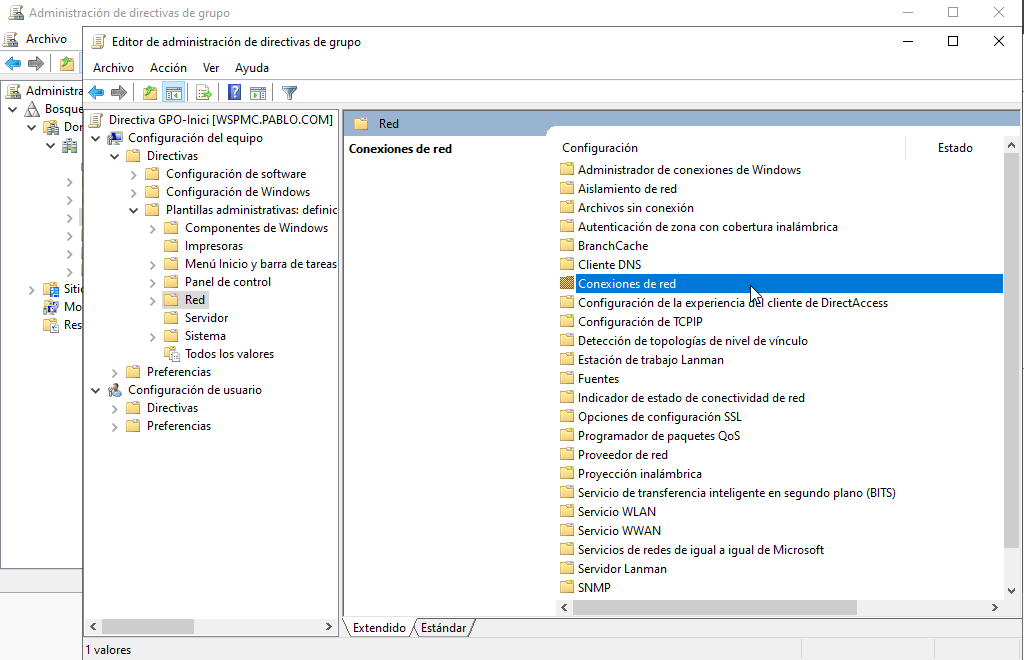 Administración de directivas de grupo
Archivo
Administra
Bosque
Dor
Sitio
Mo
Res
Editor de administración de directivas de grupo
Archivo Acción Ver Ayuda
Directiva GPO-Inici [WSPMC.PABLO.COM]
Configuración del equipo
Directivas
Configuración de software
Configuración de Windows
Plantillas administrativas: definic
Componentes de Windows
Impresoras
Menú Inicio y barra de tareas
Panel de control
Red
Servidor
Sistema
Todos los valores
Preferencias
Configuración de usuario
Directivas
Preferencias
Red
Conexiones de red
Configuración Estado
Administrador de conexiones de Windows
Aislamiento de red
Archivos sin conexión
Autenticación de zona con cobertura inalámbrica
BranchCache
Cliente DNS
Conexiones de red
Configuración de la experiencia del cliente de DirectAccess
Configuración de TCPIP
Detección de topologías de nivel de vínculo
Estación de trabajo Lanman
Fuentes
Indicador de estado de conectividad de red
Opciones de configuración SSL
Programador de paquetes QoS
Proveedor de red
Proyección inalámbrica
Servicio de transferencia inteligente en segundo plano (BITS)
Servicio WLAN
Servicio WWAN
Servicios de redes de igual a igual de Microsoft
Servidor Lanman
SNMP
Extendido Estándar
1 valores